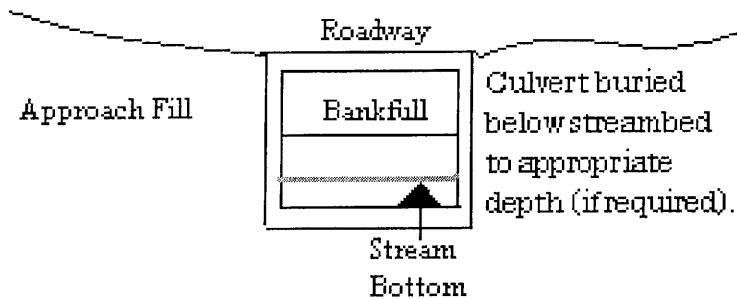 Roadway
Approach Fill
Bankfull
Culvert buried
below streambed
to appropriate
depth (if required).
Stream
Bottom